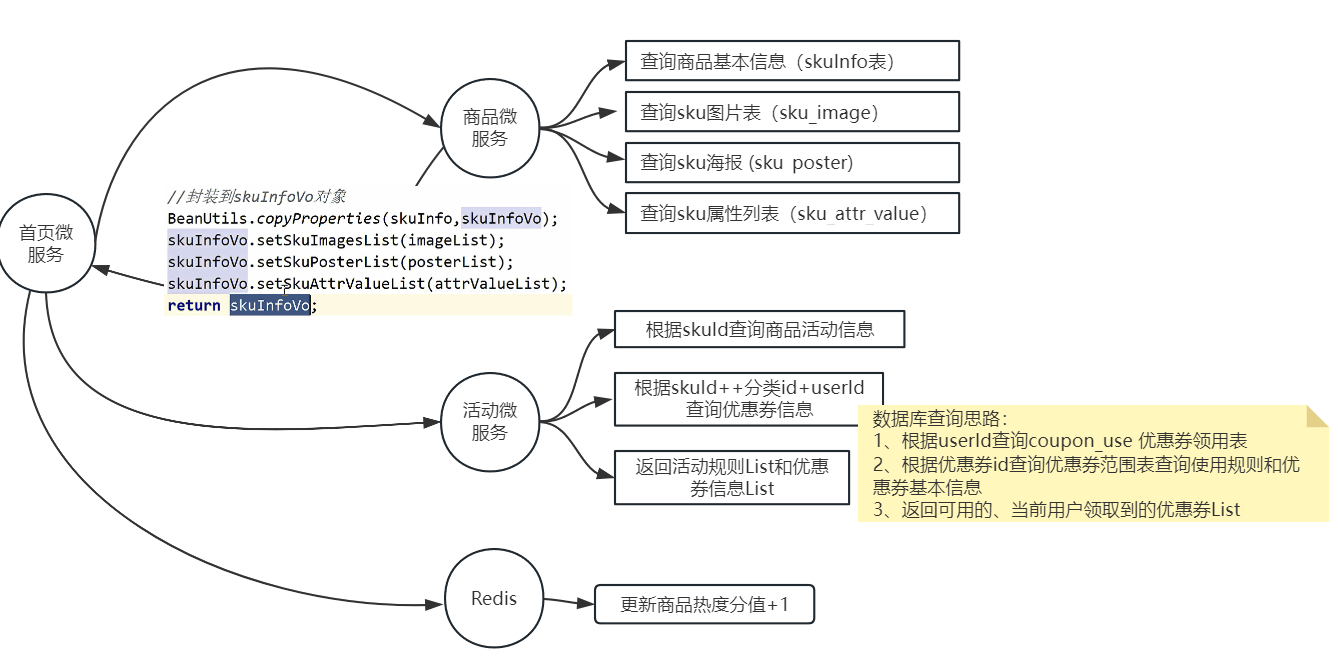 首页微
服务
商品微
服务
查询商品基本信息（skuInfo表）
查询sku图片表（sku_image）
查询sku海报 (sku poster)
查询sku属性列表（sku_attr_value）
//封装到skuInfoVo对象
BeanUtils.copyProperties(skuInfo,skuInfoVo);
skuInfoVo.setSkuImagesList(imageList);
skuInfoVo.setSkuPosterList(posterList);
skuInfoVo.setSkuAttrValueList(attrValueList);
return skuInfoVo;
活动微
服务
根据skuId查询商品活动信息
根据skuId++分类id+userId
查询优惠券信息
返回活动规则List和优惠
券信息List
数据库查询思路：
1、根据userId查询coupon_use 优惠券领用表
2、根据优惠券id查询优惠券范围表查询使用规则和优
惠券基本信息
3、返回可用的、当前用户领取到的优惠券List
Redis
更新商品热度分值+1